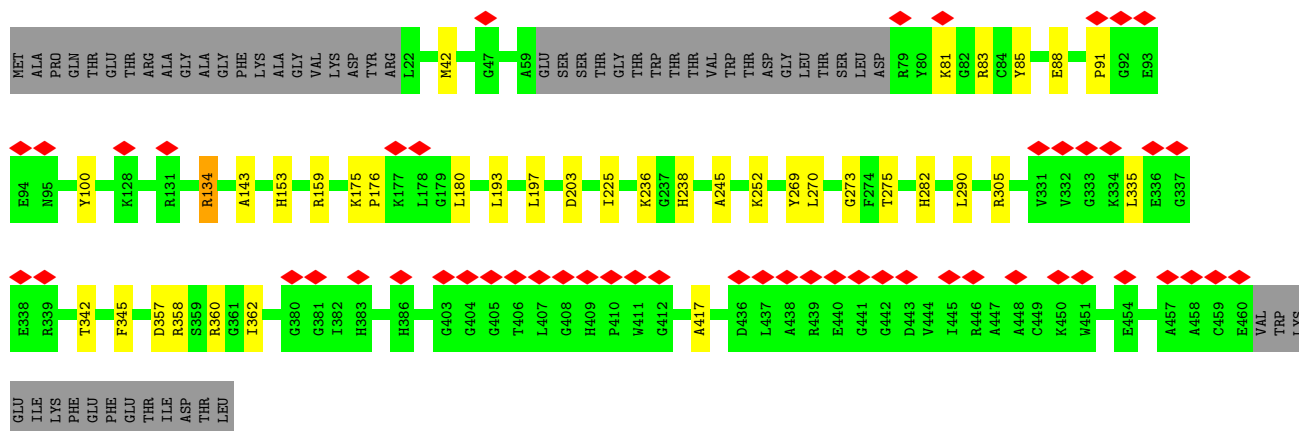 MET ALA PRO GLN THR GLU THR ARG ALA GLY ALA GLY PHE LYS ALA GLY VAL LYS ASP TYR ARG L22 M42 G47 A59 GLU SER SER THR GLY THR TRP THR THR VAL TRP THR ASP GLY LEU THR SER LEU ASP R79 Y80 K81 G82 R83 C84 Y85 E88 P91 G92 E93
E94 N95 Y100 K128 R131 R134 A143 H153 R159 K175 P176 K177 L178 G179 L180 L193 L197 D203 I225 K236 G237 H238 A245 K252 Y269 L270 G273 F274 T275 H282 L290 R305 V331 V332 G333 K334 L335 E336 G337
E338 R339 T342 F345 D357 R358 S359 R360 G361 I362 G380 G381 I382 H383 H386 G403 G404 G405 T406 L407 G408 H409 P410 W411 G412 A417 D436 L437 A438 R439 E440 G441 G442 D443 V444 I445 R446 A447 A448 C449 K450 W451 E454 A457 A458 C459 E460 VAL TRP LYS
GLU ILE LYS PHE GLU PHE GLU THR ILE ASP THR LEU